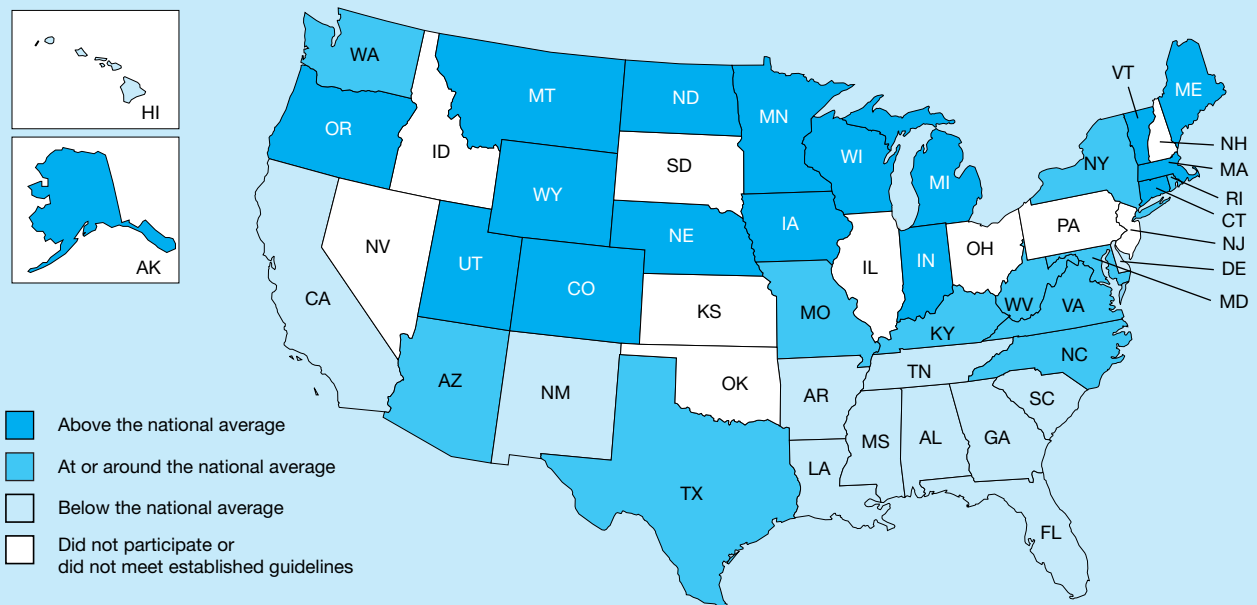 HI
AK
WA
OR
ID
MT
ND
MN
SD
WY
WI
MI
NY
VT
ME
NH
MA
RI
CT
NJ
DE
MD
NV
UT
CO
NE
IA
IL
IN
OH
PA
CA
KS
MO
KY
WV
VA
AZ
NM
OK
AR
TN
NC
SC
TX
LA
MS
AL
GA
FL
Above the national average
At or around the national average
Below the national average
Did not participate or
did not meet established guidelines